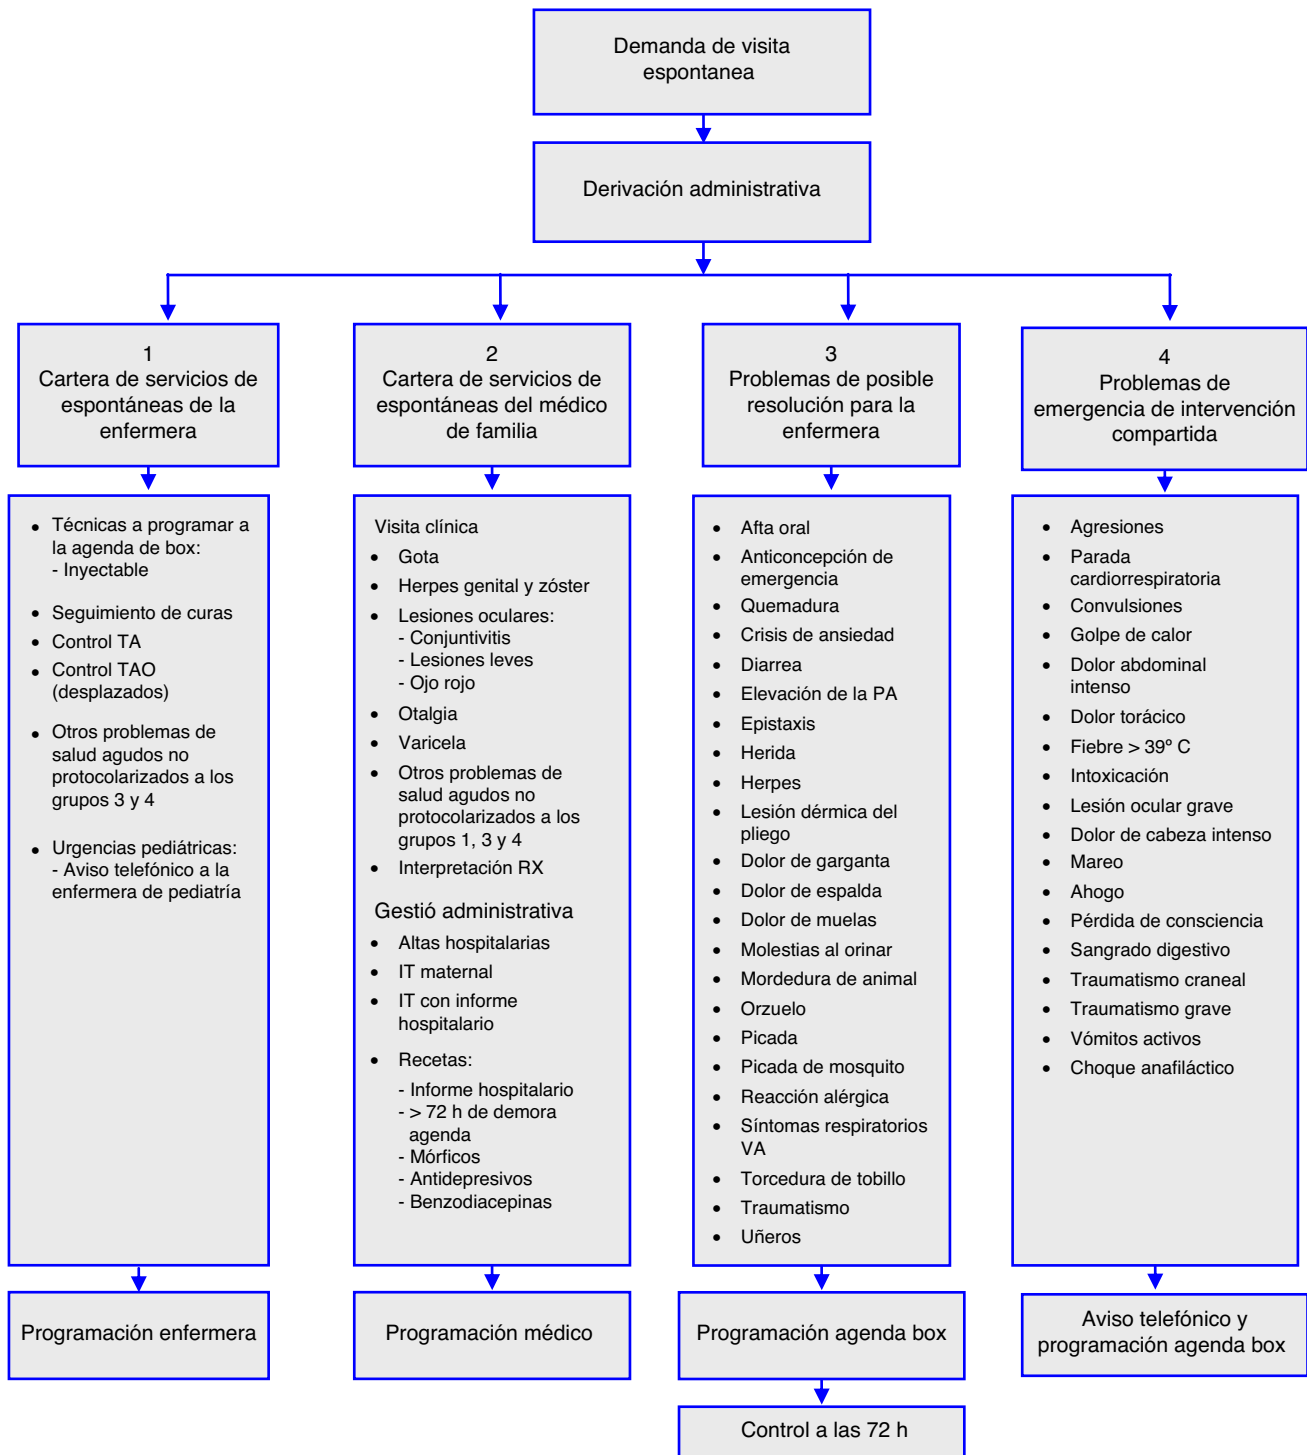 Demanda de visita
espontanea
Derivación administrativa
1
Cartera de servicios de
espontáneas de la
enfermera
2
Cartera de servicios de
espontáneas del médico
de familia
3
Problemas de posible
resolución para la
enfermera
4
Problemas de
emergencia de intervención
compartida
• Técnicas a programar a
la agenda de box:
- Inyectable
• Seguimiento de curas
• Control TA
• Control TAO
(desplazados)
• Otros problemas de
salud agudos no
protocolarizados a los
grupos 3 y 4
• Urgencias pediátricas:
- Aviso telefónico a la
enfermera de pediatría
Visita clínica
• Gota
• Herpes genital y zóster
• Lesiones oculares:
- Conjuntivitis
- Lesiones leves
- Ojo rojo
• Otalgia
• Varicela
• Otros problemas de
salud agudos no
protocolarizados a los
grupos 1, 3 y 4
• Interpretación RX
Gestió administrativa
• Altas hospitalarias
• IT maternal
• IT con informe
hospitalario
• Recetas:
- Informe hospitalario
- > 72 h de demora
agenda
- Mórficos
- Antidepresivos
- Benzodiacepinas
• Afta oral
• Anticoncepción de
emergencia
• Quemadura
• Crisis de ansiedad
• Diarrea
• Elevación de la PA
• Epistaxis
• Herida
• Herpes
• Lesión dérmica del
pliego
• Dolor de garganta
• Dolor de espalda
• Dolor de muelas
• Molestias al orinar
• Mordedura de animal
• Orzuelo
• Picada
• Picada de mosquito
• Reacción alérgica
• Síntomas respiratorios
VA
• Torcedura de tobillo
• Traumatismo
• Uñeros
• Agresiones
• Parada
cardiorrespiratoria
• Convulsiones
• Golpe de calor
• Dolor abdominal
intenso
• Dolor torácico
• Fiebre > 39º C
• Intoxicación
• Lesión ocular grave
• Dolor de cabeza intenso
• Mareo
• Ahogo
• Pérdida de consciencia
• Sangrado digestivo
• Traumatismo craneal
• Traumatismo grave
• Vómitos activos
• Choque anafiláctico
Programación enfermera
Programación médico
Programación agenda box
Aviso telefónico y
programación agenda box
Control a las 72 h